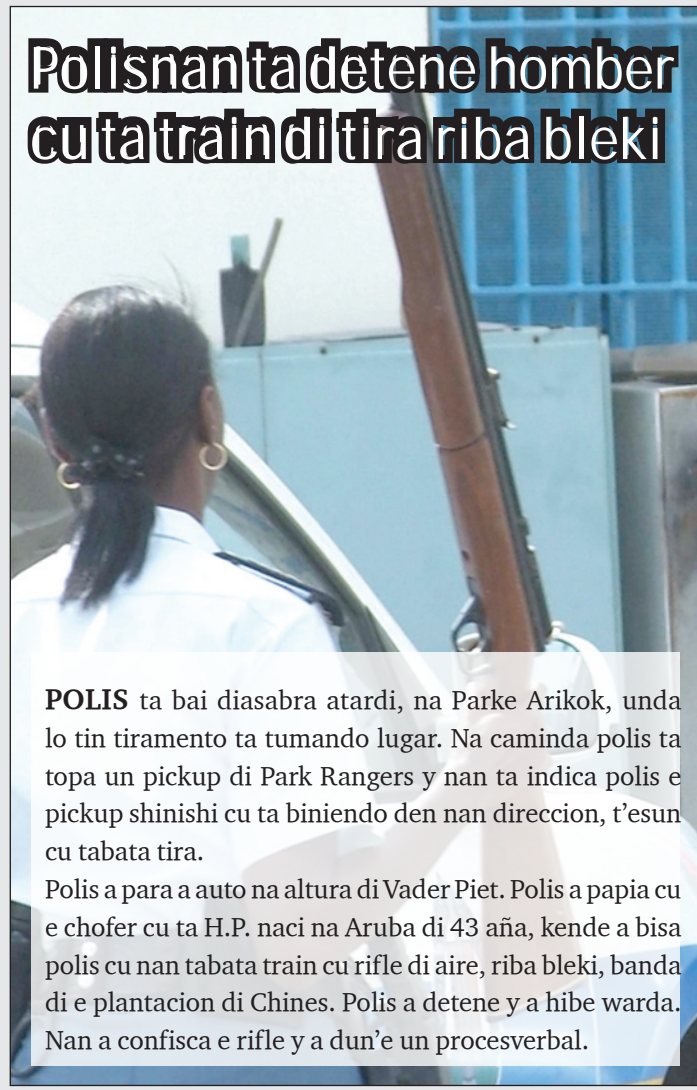 Polisnan ta detene homber
cu ta train di tira riba bleki
POLIS ta bai diasabra atardi, na Parke Arikok, unda
lo tin tiramento ta tumando lugar. Na caminda polis ta
topa un pickup di Park Rangers y nan ta indica polis e
pickup shinishi cu ta biniendo den nan direccion, t'esun
cu tabata tira.
Polis a para a auto na altura di Vader Piet. Polis a papia cu
e chofer cu ta H.P. naci na Aruba di 43 aña, kende a bisa
polis cu nan tabata train cu rifle di aire, riba bleki, banda
di e plantacion di Chines. Polis a detene y a hibe warda.
Nan a confisca e rifle y a dun'e un procesverbal.